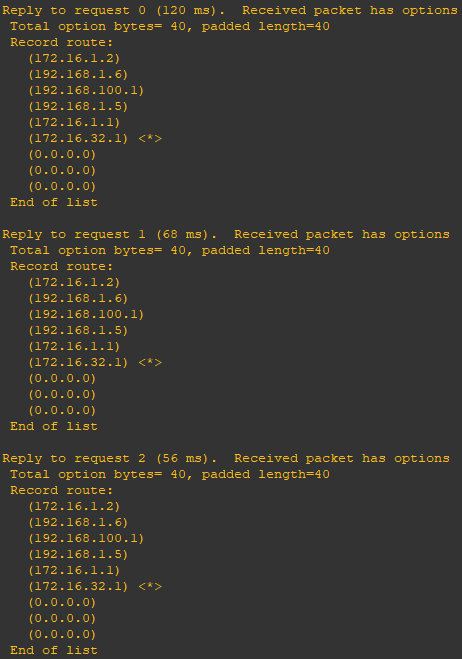 Reply to request 0 (120 ms).  Received packet has options
 Total option bytes= 40, padded length=40
 Record route:
   (172.16.1.2)
   (192.168.1.6)
   (192.168.100.1)
   (192.168.1.5)
   (172.16.1.1)
   (172.16.32.1) <*>
   (0.0.0.0)
   (0.0.0.0)
   (0.0.0.0)
 End of list

Reply to request 1 (68 ms).  Received packet has options
 Total option bytes= 40, padded length=40
 Record route:
   (172.16.1.2)
   (192.168.1.6)
   (192.168.100.1)
   (192.168.1.5)
   (172.16.1.1)
   (172.16.32.1) <*>
   (0.0.0.0)
   (0.0.0.0)
   (0.0.0.0)
 End of list

Reply to request 2 (56 ms).  Received packet has options
 Total option bytes= 40, padded length=40
 Record route:
   (172.16.1.2)
   (192.168.1.6)
   (192.168.100.1)
   (192.168.1.5)
   (172.16.1.1)
   (172.16.32.1) <*>
   (0.0.0.0)
   (0.0.0.0)
   (0.0.0.0)
 End of list